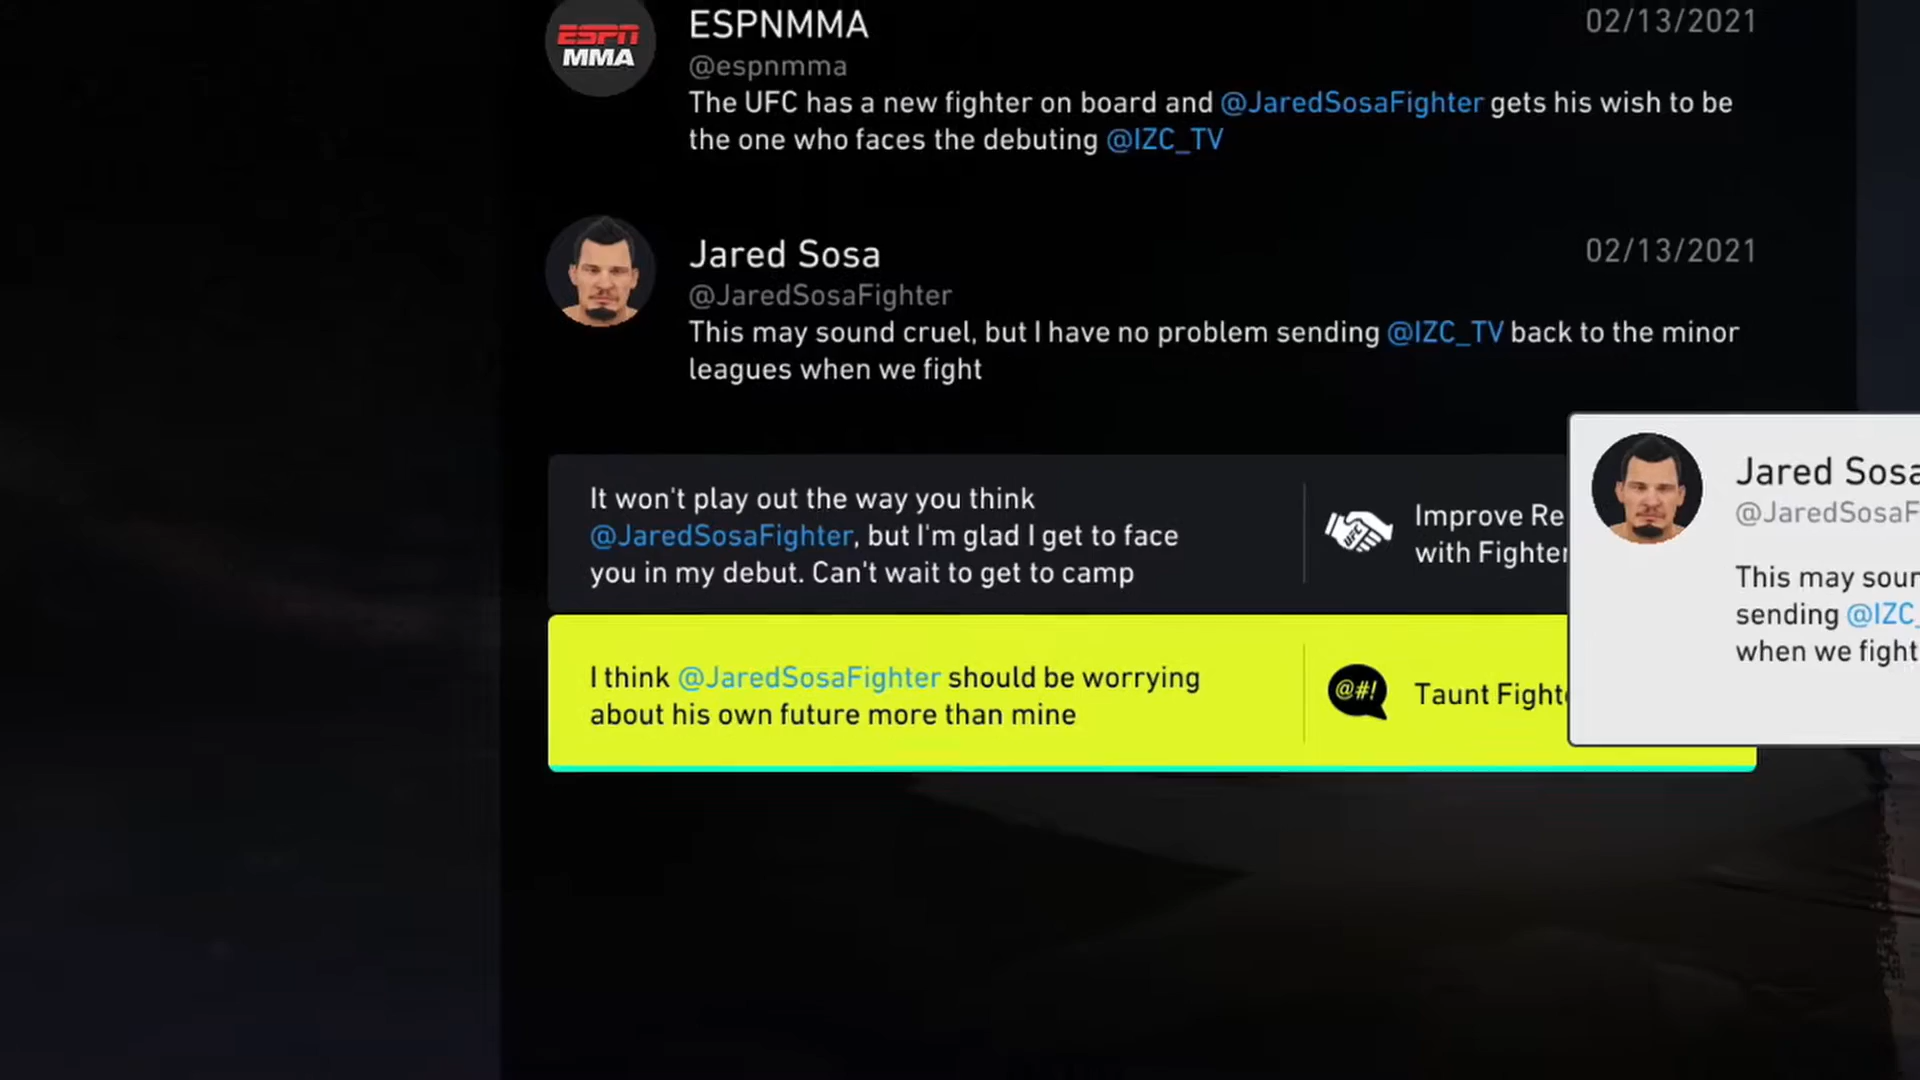 ESPN
MMA
ESPNMMA
02/13/2021
@espnmma
The UFC has a new fighter on board and @JaredSosaFighter gets his wish to be
the one who faces the debuting @IZC_TV
Jared Sosa
02/13/2021
@JaredSosaFighter
This may sound cruel, but I have no problem sending @IZC_TV back to the minor
leagues when we fight
It won't play out the way you think
@JaredSosaFighter, but I'm glad I get to face
you in my debut. Can't wait to get to camp
UFC
Improve Re
with Fighter
I think @JaredSosaFighter should be worrying
about his own future more than mine
@#!
Taunt Fight
Jared Sosa
@JaredSosaF
This may soun
sending @IZC_
when we fight